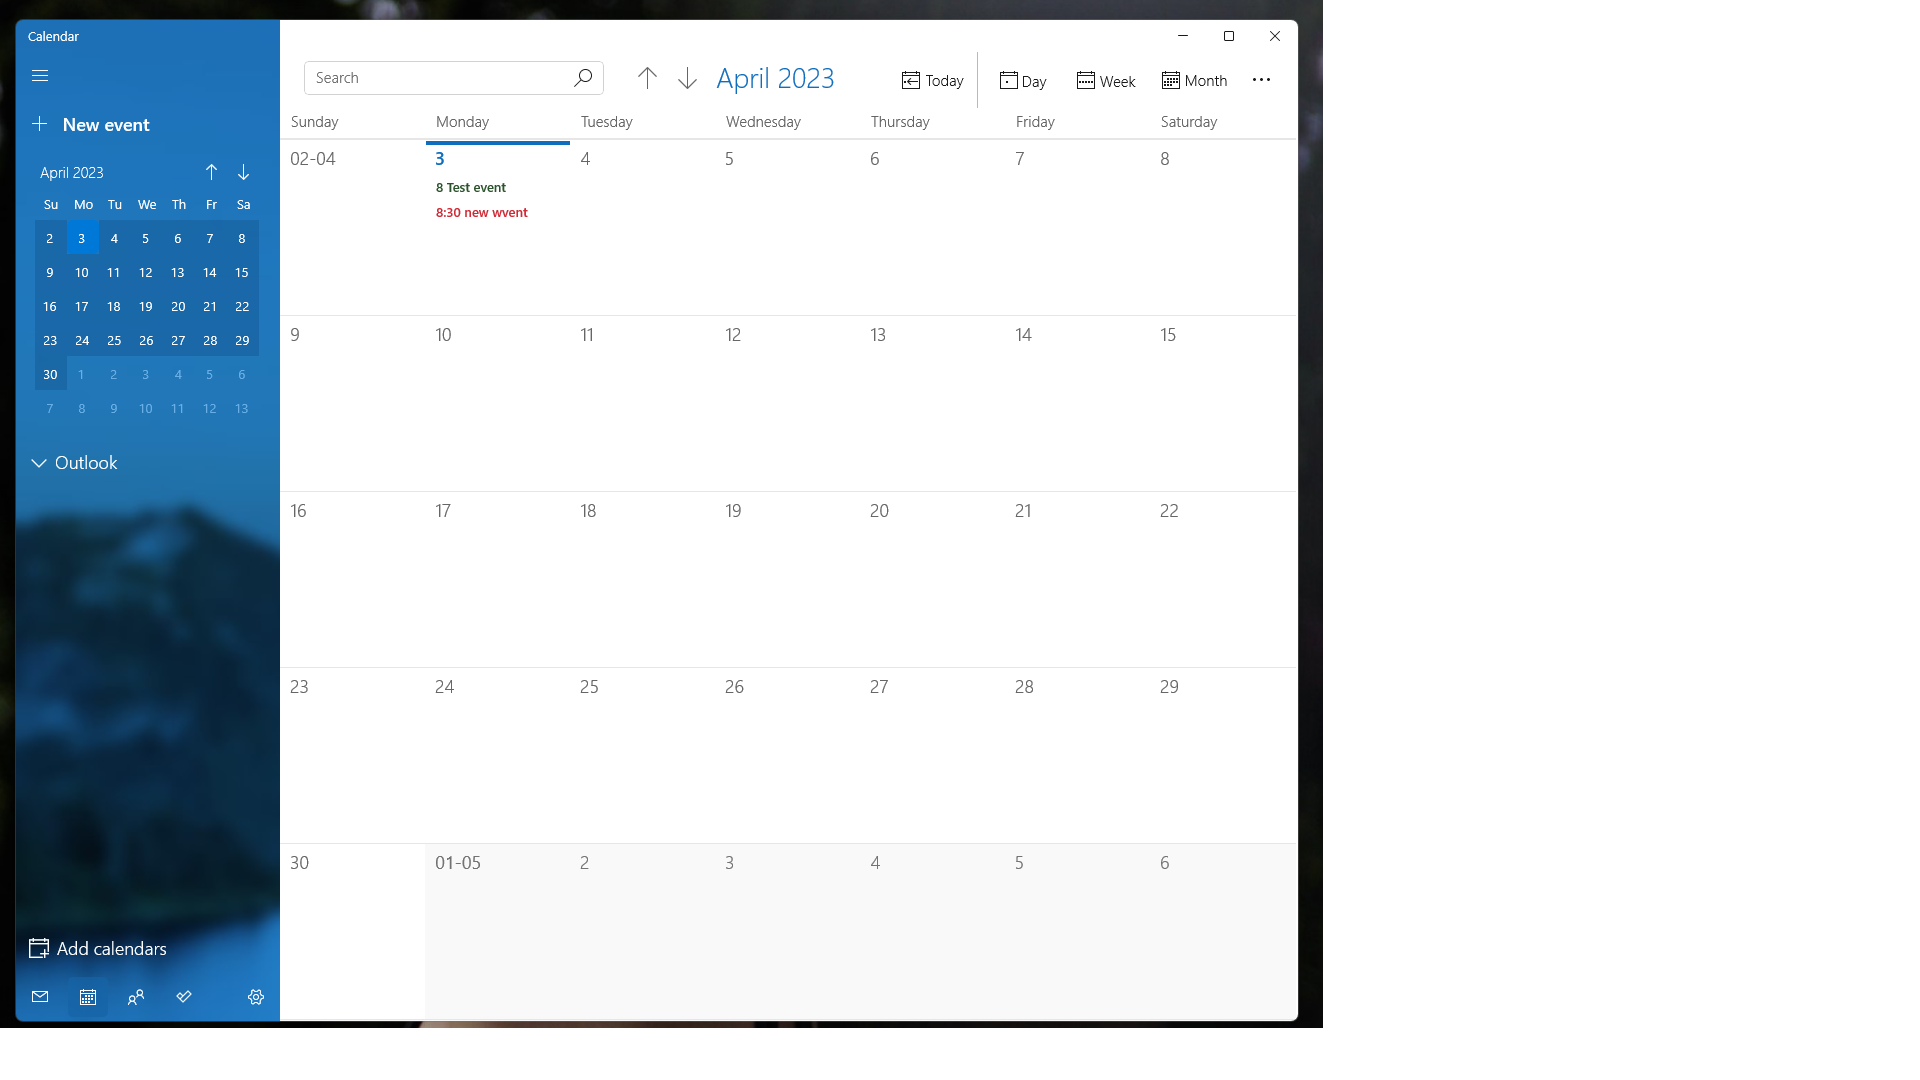 Calendar
Search
April 2023
Today
Day
Week
Month
New event
April 2023
Su Mo Tu We Th Fr Sa
2 3 4 5 6 7 8
9 10 11 12 13 14 15
16 17 18 19 20 21 22
23 24 25 26 27 28 29
30 1 2 3 4 5 6
7 8 9 10 11 12 13
Outlook
Add calendars
Sunday Monday Tuesday Wednesday Thursday Friday Saturday
02-04 3 4 5 6 7 8
8 Test event
8:30 new wvent
9 10 11 12 13 14 15
16 17 18 19 20 21 22
23 24 25 26 27 28 29
30 01-05 2 3 4 5 6